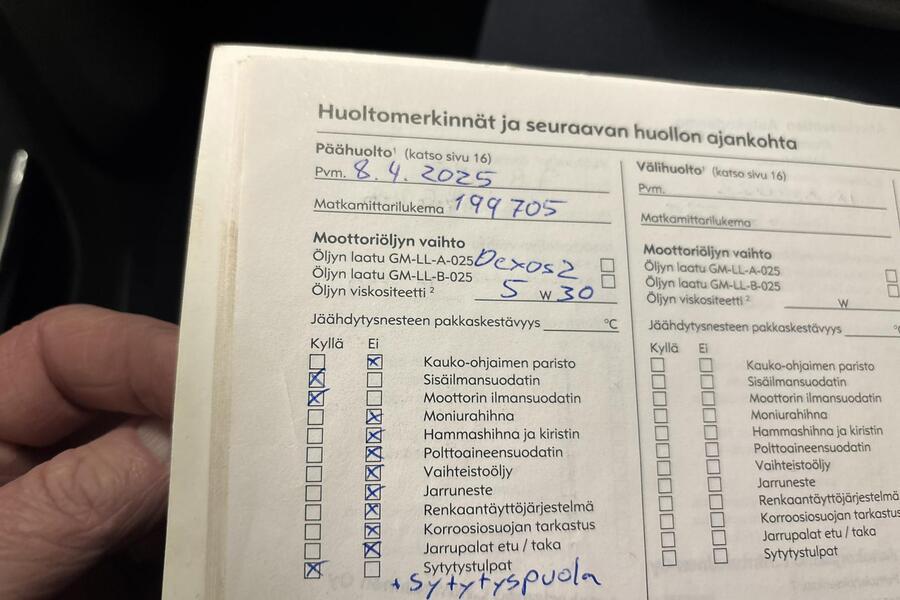 Huoltomerkinnät ja seuraavan huollon ajankohta
Päähuolto¹ (katso sivu 16)
Pvm. 8.4.2025
Matkamittarilukema 199705
Moottoriöljyn vaihto
Öljyn laatu GM-LL-A-025 Dexos2
Öljyn laatu GM-LL-B-025
Öljyn viskositeetti ² 5 W 30
Jäähdytysnesteen pakkaskestävyys °C
Kyllä Ei
Kauko-ohjaimen paristo
Sisäilmansuodatin
Moottorin ilmansuodatin
Moniurahihna
Hammashihna ja kiristin
Polttoaineensuodatin
Vaihteistoöljy
Jarruneste
Renkaantäyttöjärjestelmä
Korroosiosuojan tarkastus
Jarrupalat etu / taka
Sytytystulpat
+ sytytyspuola
Välihuolto¹ (katso sivu 16)
Pvm.
Matkamittarilukema
Moottoriöljyn vaihto
Öljyn laatu GM-LL-A-025
Öljyn laatu GM-LL-B-025
Öljyn viskositeetti ² W
Jäähdytysnesteen pakkaskestävyys
Kyllä Ei
Kauko-ohjaimen paristo
Sisäilmansuodatin
Moottorin ilmansuodatin
Moniurahihna
Hammashihna ja kiristin
Polttoaineensuodatin
Vaihteistoöljy
Jarruneste
Renkaantäyttöjärjestelmä
Korroosiosuojan tarkastus
Jarrupalat etu / taka
Sytytystulpat